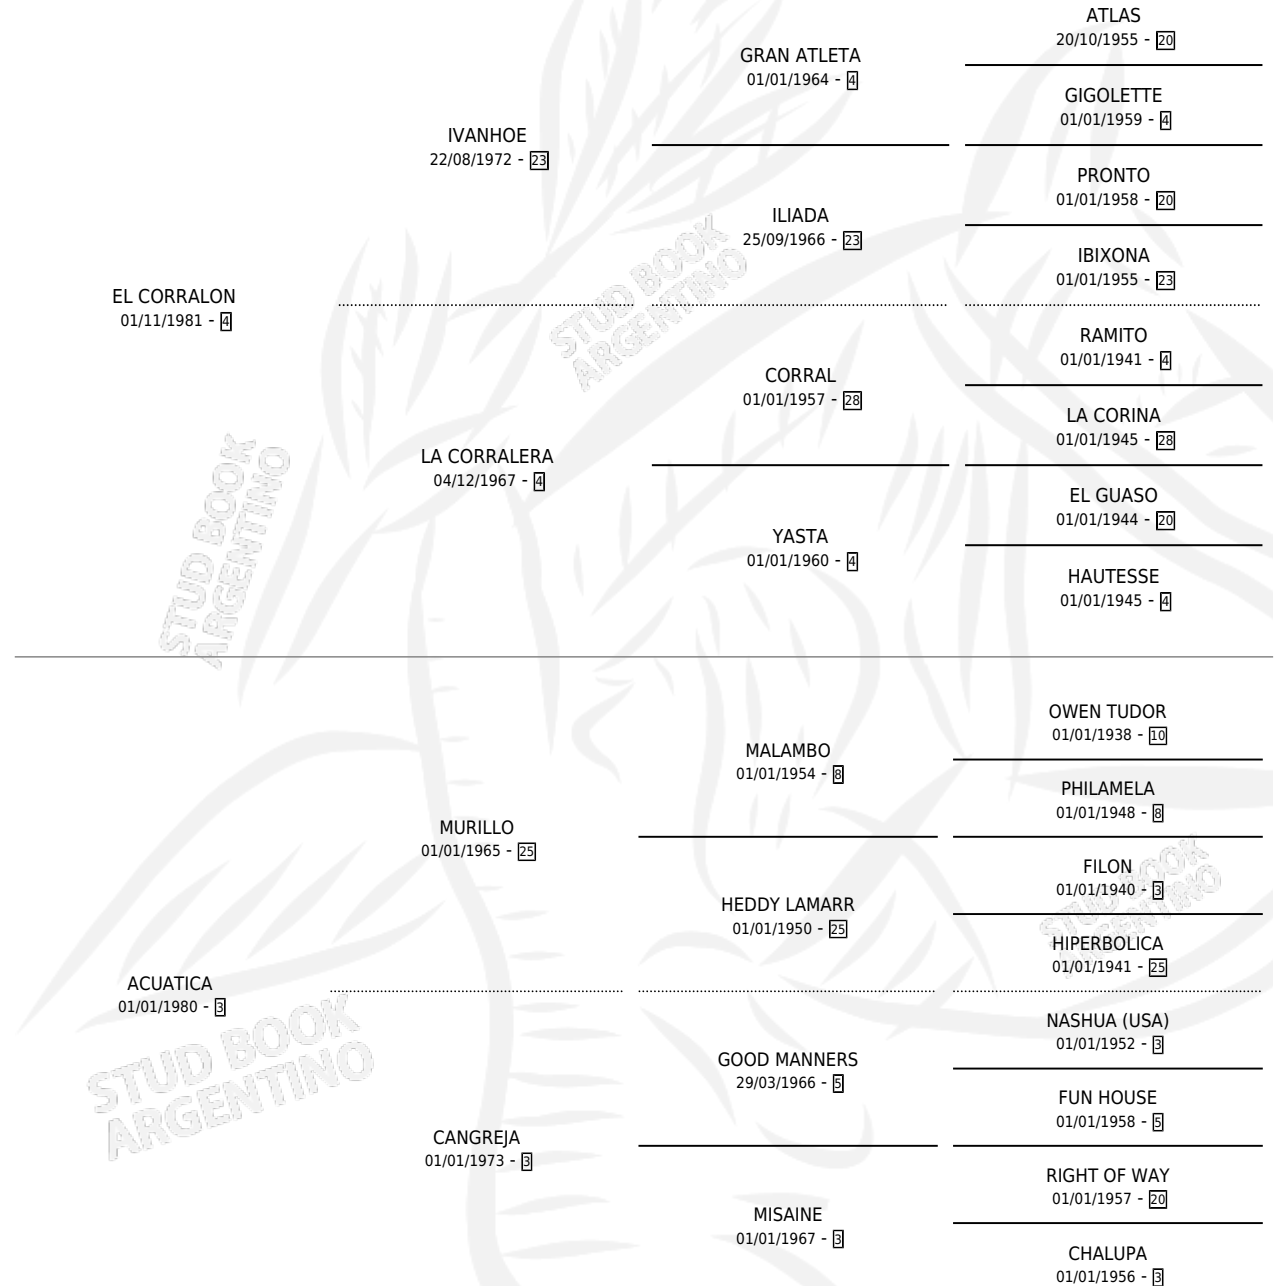 ATLAS
20/10/1955 - 20
GRAN ATLETA
01/01/1964 - 4
GIGOLETTE
01/01/1959 - 4
IVANHOE
22/08/1972 - 23
PRONTO
01/01/1958 - 20
ILIADA
25/09/1966 - 23
IBIXONA
01/01/1955 - 23
EL CORRALON
01/11/1981 - 4
RAMITO
01/01/1941 - 4
CORRAL
01/01/1957 - 28
LA CORINA
01/01/1945 - 28
LA CORRALERA
04/12/1967 - 4
EL GUASO
01/01/1944 - 20
YASTA
01/01/1960 - 4
HAUTESSE
01/01/1945 - 4
OWEN TUDOR
01/01/1938 - 10
MALAMBO
01/01/1954 - 8
PHILAMELA
01/01/1948 - 8
MURILLO
01/01/1965 - 25
FILON
01/01/1940 - 3
HEDDY LAMARR
01/01/1950 - 25
HIPERBOLICA
01/01/1941 - 25
ACUATICA
01/01/1980 - 3
NASHUA (USA)
01/01/1952 - 3
GOOD MANNERS
29/03/1966 - 5
FUN HOUSE
01/01/1958 - 5
CANGREJA
01/01/1973 - 3
RIGHT OF WAY
01/01/1957 - 20
MISAINE
01/01/1967 - 3
CHALUPA
01/01/1956 - 3
STUD BOOK
ARGENTINO
STUD BOOK
ARGENTINO
STUD BOOK
ARGENTINO
STUD BOOK
ARGENTINO